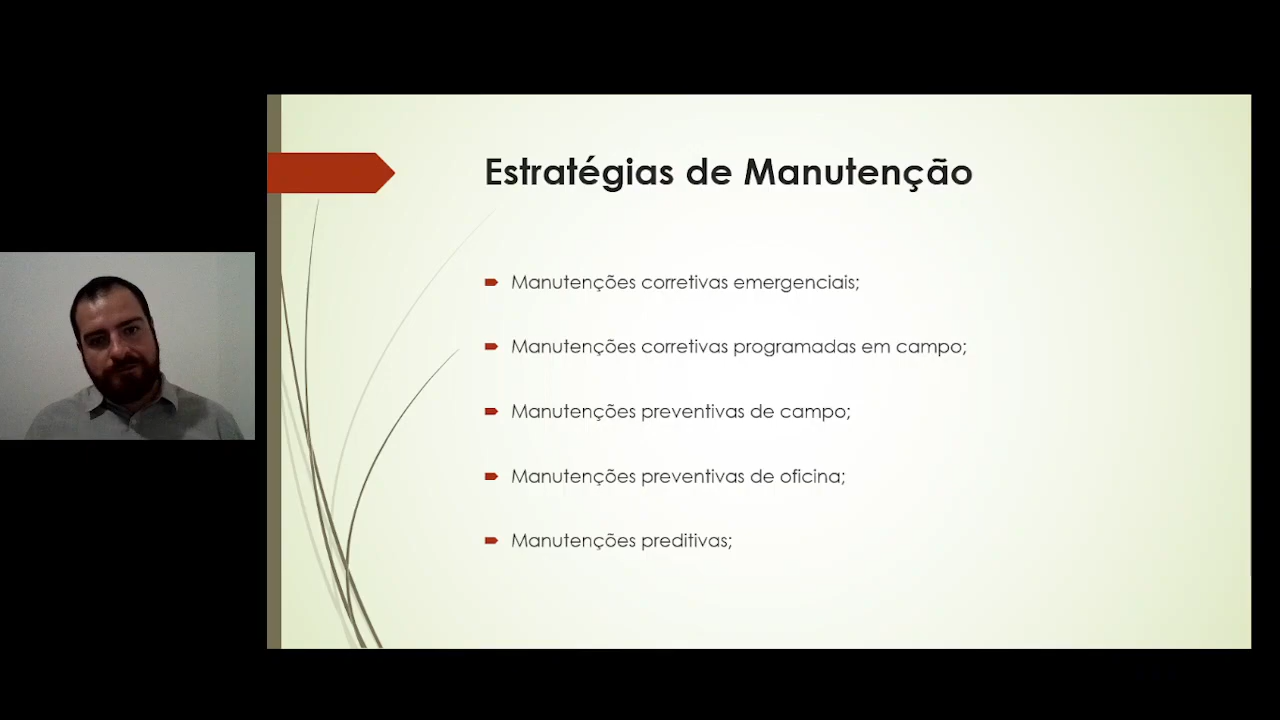 Estratégias de Manutenção
Manutenções corretivas emergenciais;
Manutenções corretivas programadas em campo;
Manutenções preventivas de campo;
Manutenções preventivas de oficina;
Manutenções preditivas;